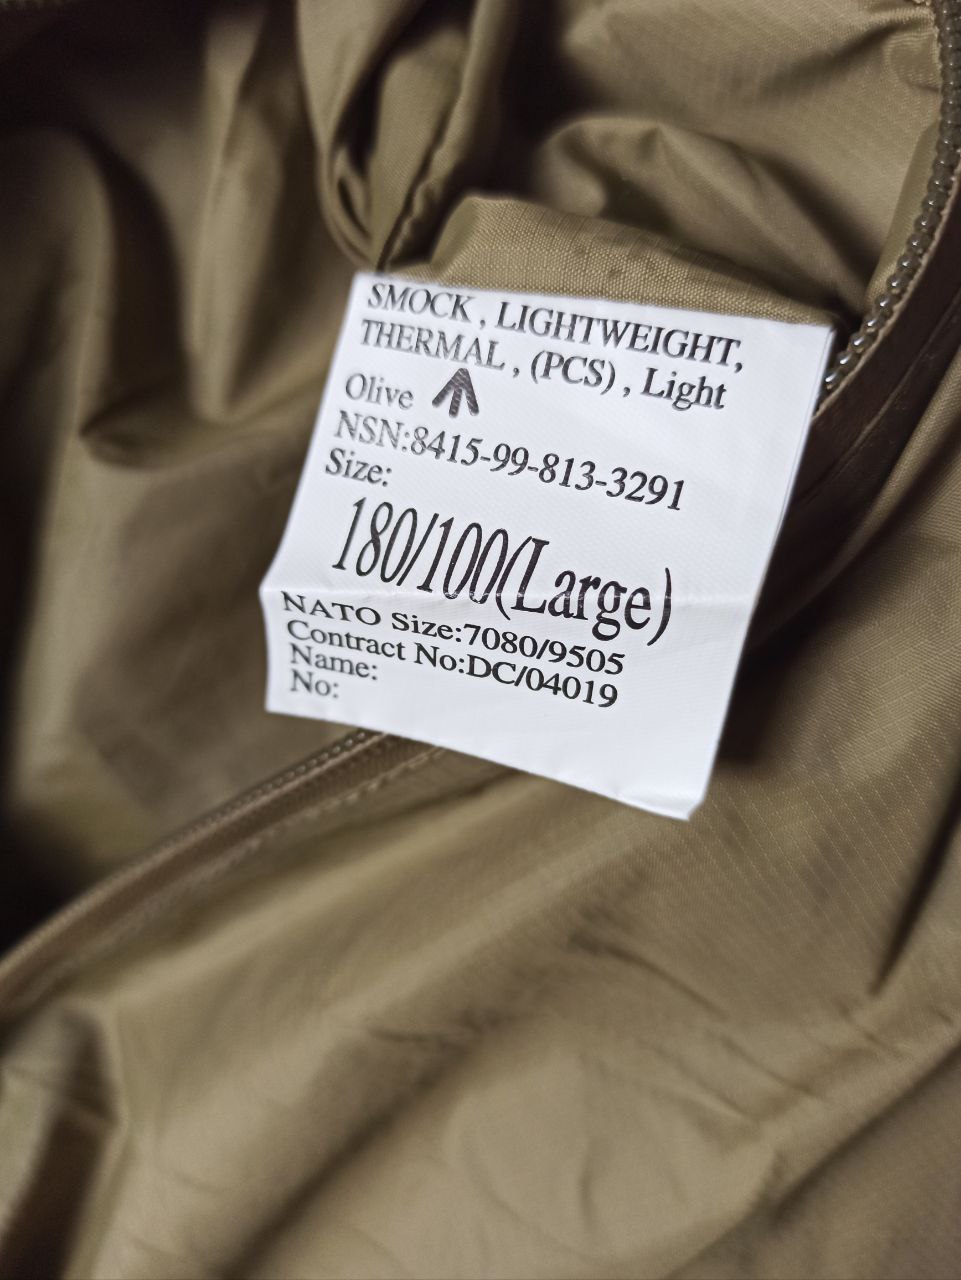 SMOCK , LIGHTWEIGHT,
THERMAL , (PCS) , Light
Olive
NSN:8415-99-813-3291
Size:
180/100(Large)
NATO Size:7080/9505
Contract No:DC/04019
Name:
No: